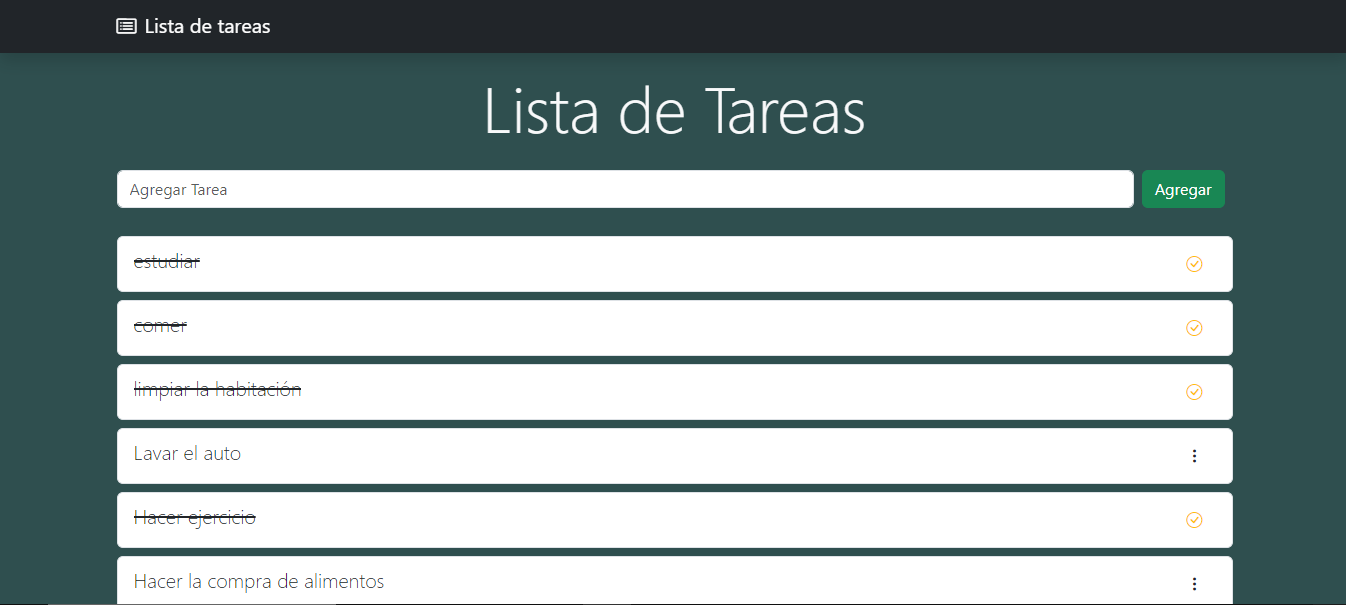 Lista de tareas
Lista de Tareas
Agregar Tarea
Agregar
estudiar
comer
limpiar la habitación
Lavar el auto
Hacer ejercicio
Hacer la compra de alimentos